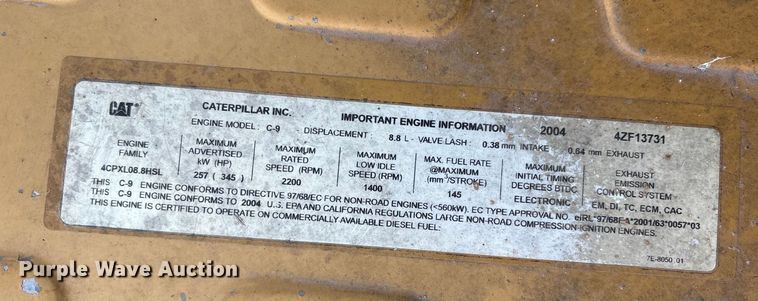 CAT CATERPILLAR INC. IMPORTANT ENGINE INFORMATION 2004 4ZF13731
ENGINE MODEL: C-9 DISPLACEMENT: 8.8 L - VALVE LASH: 0.38 mm INTAKE 0.64 mm EXHAUST
ENGINE FAMILY
4CPXL08.8HSL
MAXIMUM ADVERTISED kW (HP)
257 ( 345 )
MAXIMUM RATED SPEED (RPM)
2200
MAXIMUM LOW IDLE SPEED (RPM)
1400
MAX. FUEL RATE @MAXIMUM (mm³/STROKE)
145
MAXIMUM INITIAL TIMING DEGREES BTDC
ELECTRONIC
EXHAUST EMISSION CONTROL SYSTEM
EM, DI, TC, ECM, CAC
THIS C-9 ENGINE CONFORMS TO DIRECTIVE 97/68/EC FOR NON-ROAD ENGINES (<560kW). EC TYPE APPROVAL NO. 97/68 2001/63*0057*03
THIS C-9 ENGINE CONFORMS TO 2004 U.S. EPA AND CALIFORNIA REGULATIONS LARGE NON-ROAD COMPRESSION IGNITION ENGINES.
THIS ENGINE IS CERTIFIED TO OPERATE ON COMMERCIALLY AVAILABLE DIESEL FUEL:
7E-8050 01
Purple Wave Auction